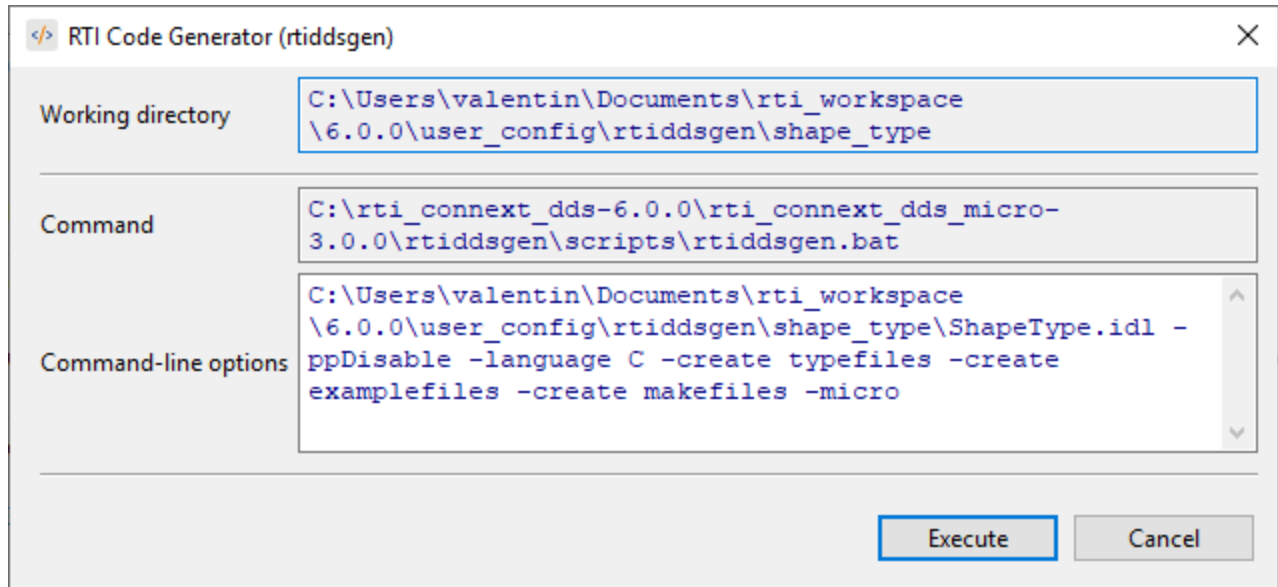 RTI Code Generator (rtiddsgen)
Working directory
C:\Users\valentin\Documents\rti_workspace
\6.0.0\user_config\rtiddsgen\shape_type
Command
C:\rti_connext_dds-6.0.0\rti_connext_dds_micro-
3.0.0\rtiddsgen\scripts\rtiddsgen.bat
Command-line options
C:\Users\valentin\Documents\rti_workspace
\6.0.0\user_config\rtiddsgen\shape_type\ShapeType.idl -
ppDisable -language C -create typefiles -create
examplefiles -create makefiles -micro
Execute
Cancel